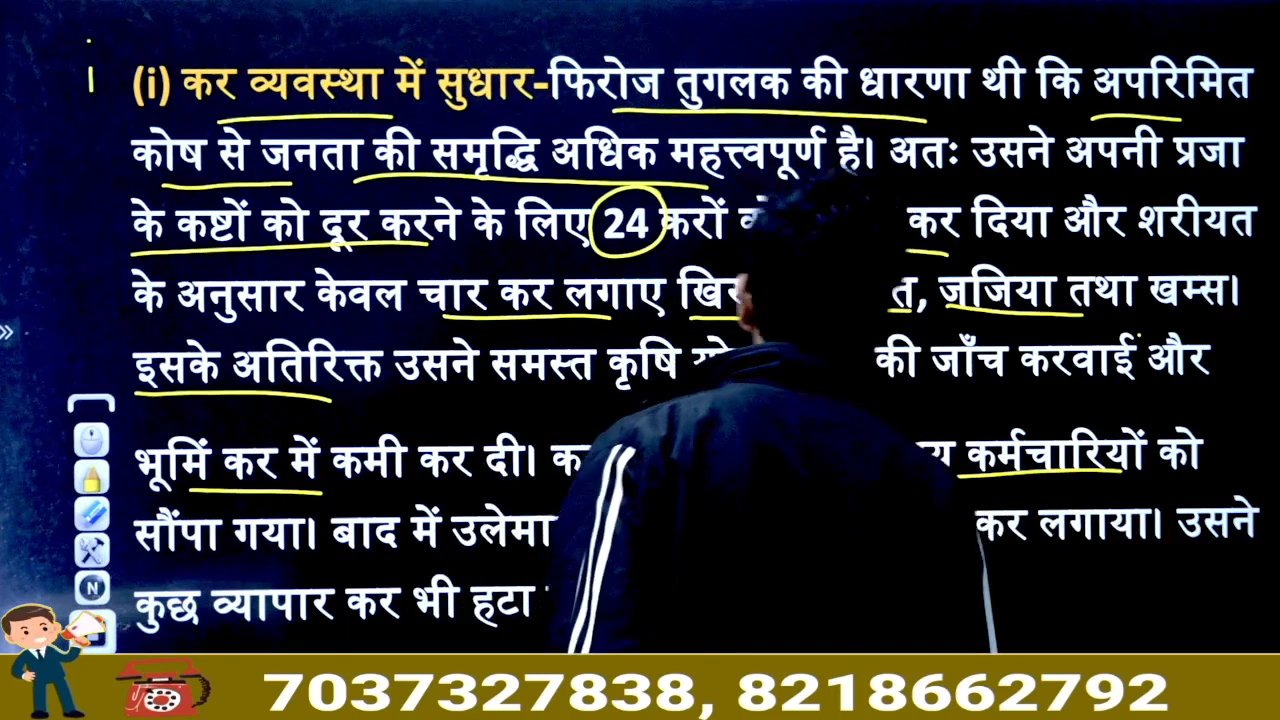 (i) कर व्यवस्था में सुधार-फिरोज तुगलक की धारणा थी कि अपरिमित
कोष से जनता की समृद्धि अधिक महत्त्वपूर्ण है। अतः उसने अपनी प्रजा
के कष्टों को दूर करने के लिए 24 करों कर दिया और शरीयत
के अनुसार केवल चार कर लगाए जजिया तथा खम्स।
इसके अतिरिक्त उसने समस्त कृषि की जाँच करवाई और
भूमिं कर में कमी कर दी। कर्मचारियों को
सौंपा गया। बाद में उलेमा कर लगाया। उसने
कुछ व्यापार कर भी हटा
N
7037327838, 8218662792